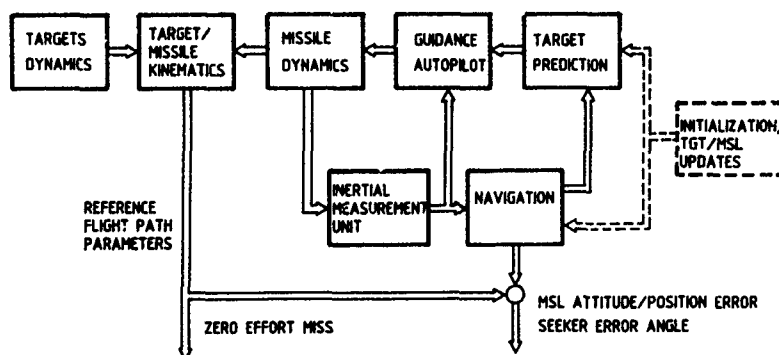 TARGETS
DYNAMICS
TARGET/
MISSILE
KINEMATICS
MISSILE
DYNAMICS
GUIDANCE
AUTOPILOT
TARGET
PREDICTION
INITIALIZATION,
TGT/MSL
UPDATES
INERTIAL
MEASUREMENT
UNIT
NAVIGATION
REFERENCE
FLIGHT PATH
PARAMETERS
ZERO EFFORT MISS
MSL ATTITUDE/POSITION ERROR
SEEKER ERROR ANGLE